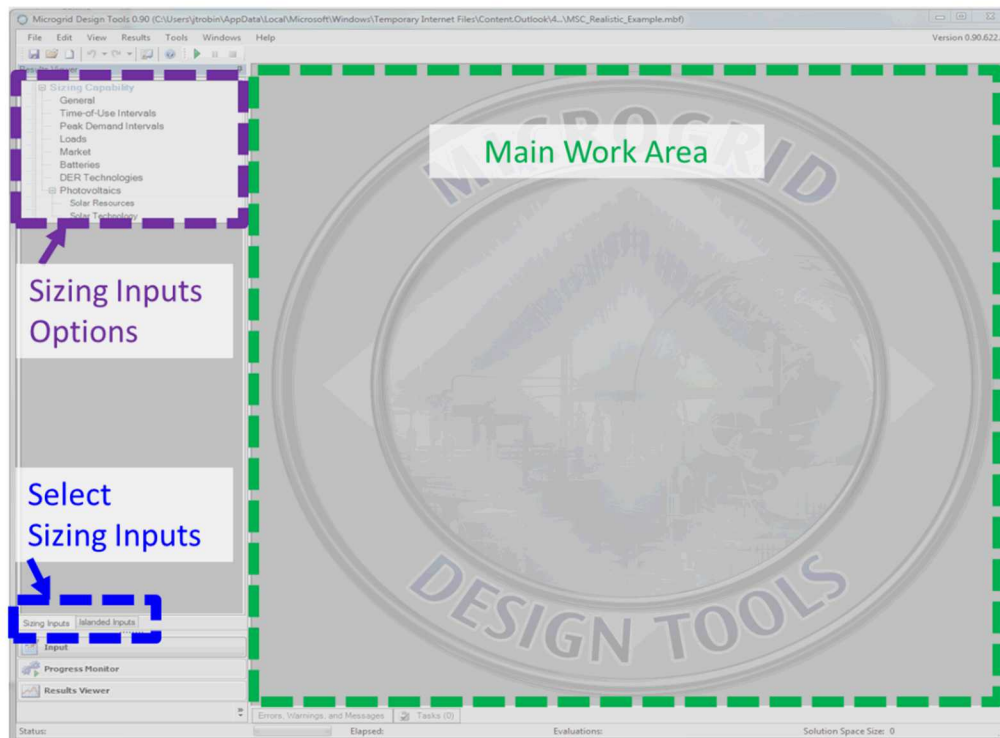 Microgrid Design Tools 0.90 (C:\Users\jtrobin\AppData\Local\Microsoft\Windows\Temporary Internet Files\Content.Outlook\4...\MSC_Realistic_Example.mbf)
File Edit View Results Tools Windows Help
Version 0.90.622.
Results Viewer
Sizing Capability
General
Time-of-Use Intervals
Peak Demand Intervals
Loads
Market
Batteries
DER Technologies
Photovoltaics
Solar Resources
Solar Technology
MICROGRID
Main Work Area
Sizing Inputs
Options
Select
Sizing Inputs
DESIGN TOOLS
Sizing Inputs Islanded Inputs
Input
Progress Monitor
Results Viewer
Errors, Warnings, and Messages Tasks (0)
Status: Elapsed: Evaluations: Solution Space Size: 0